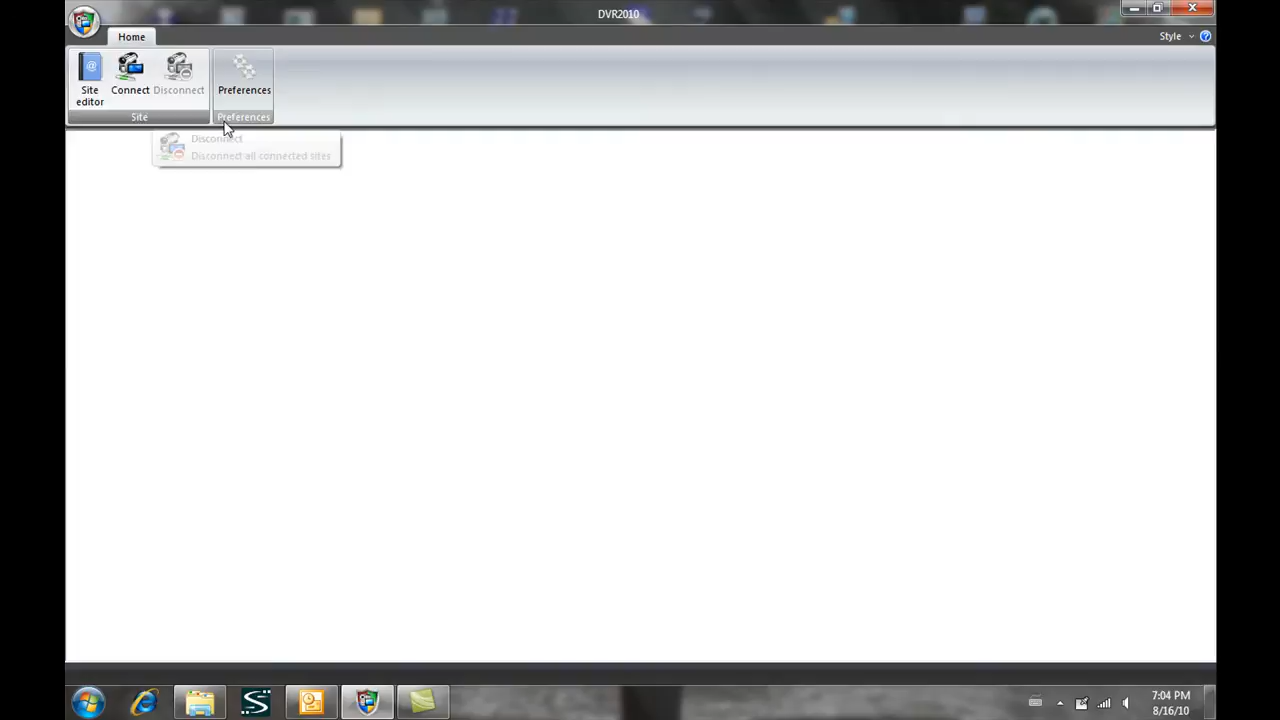 DVR2010
Home
Style
Site editor
Connect
Disconnect
Preferences
Site
Preferences
Disconnect
Disconnect all connected sites
7:04 PM
8/16/10